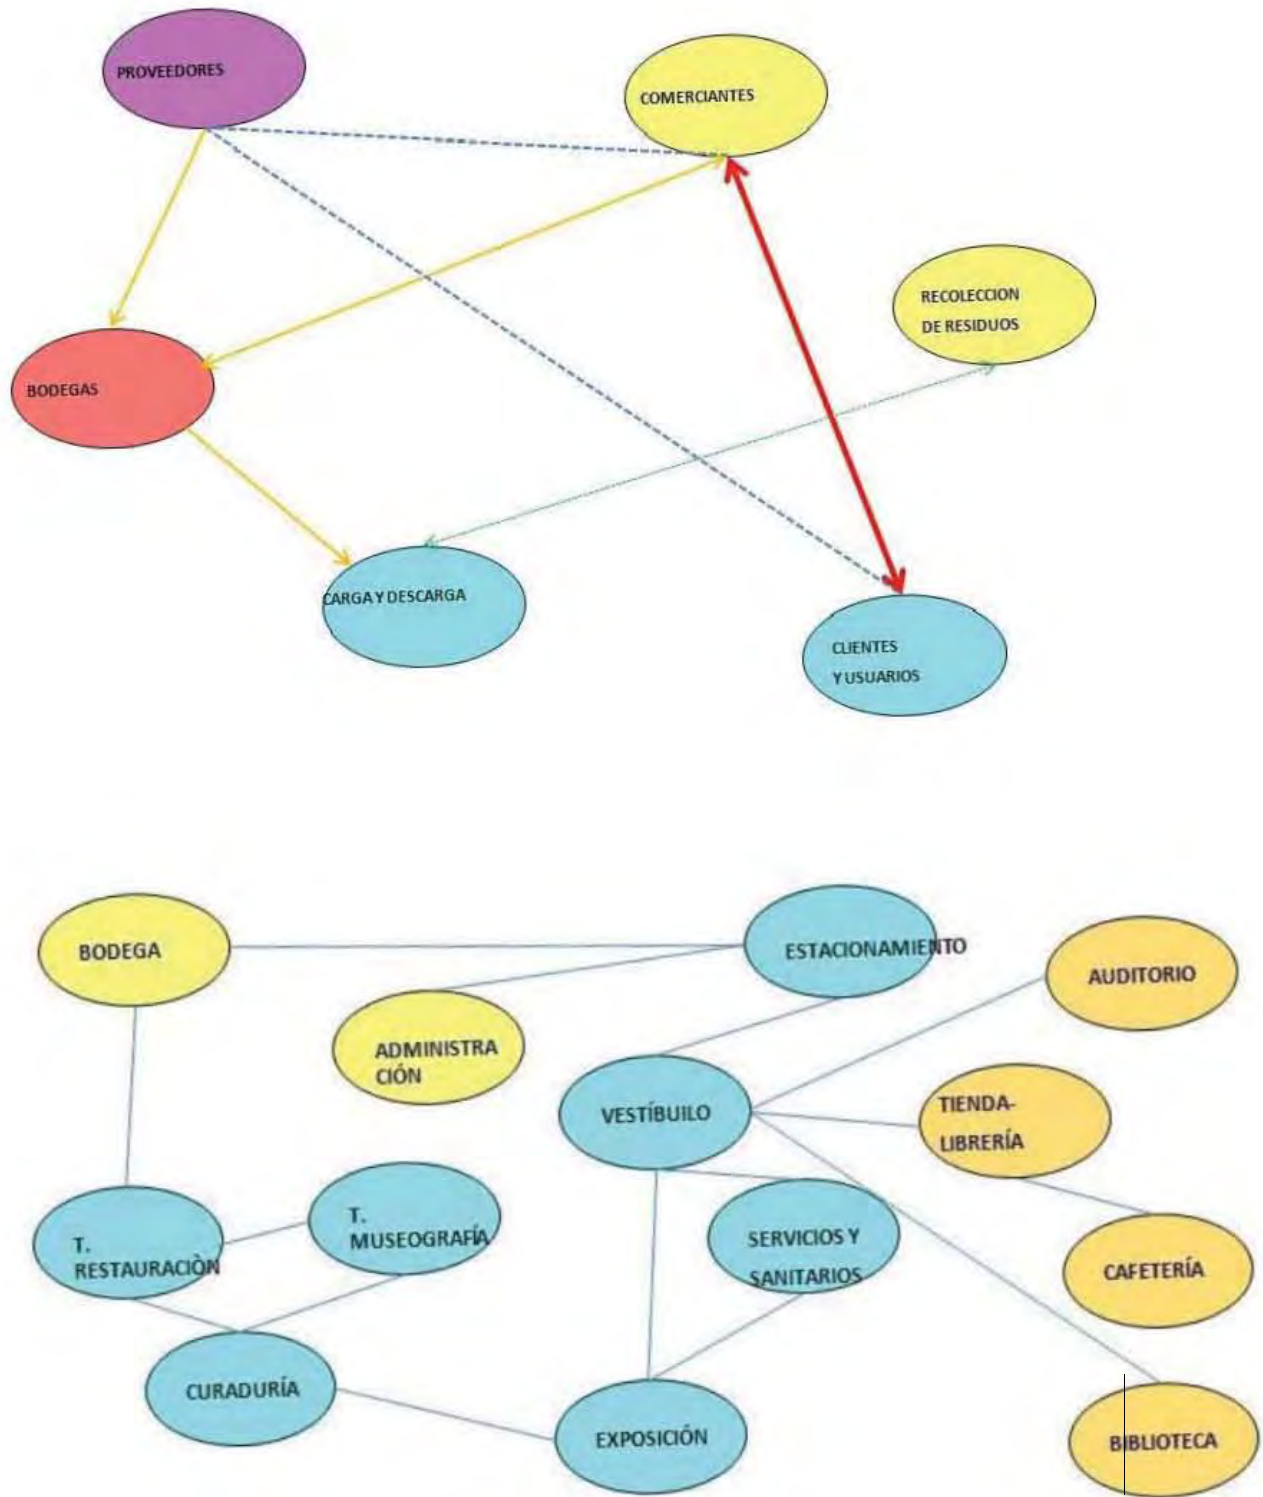 PROVEEDORES
COMERCIANTES
RECOLECCION
DE RESIDUOS
BODEGAS
CARGA Y DESCARGA
CLIENTES
Y USUARIOS
BODEGA
ESTACIONAMIENTO
AUDITORIO
ADMINISTRA
CIÓN
VESTÍBUILO
TIENDA-
LIBRERÍA
T.
MUSEOGRAFÍA
T.
RESTAURACIÒN
SERVICIOS Y
SANITARIOS
CAFETERÍA
CURADURÍA
EXPOSICIÓN
BIBLIOTECA